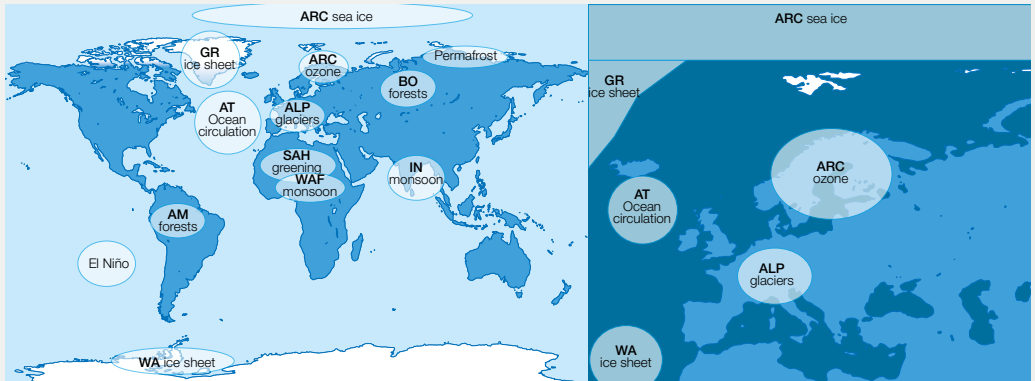 ARC sea ice
GR
ice sheet
ARC
ozone
Permafrost
BO
forests
AT
Ocean
circulation
ALP
glaciers
SAH
greening
WAF
monsoon
IN
monsoon
AM
forests
El Niño
WA ice sheet
ARC sea ice
GR
ice sheet
ARC
ozone
AT
Ocean
circulation
ALP
glaciers
WA
ice sheet